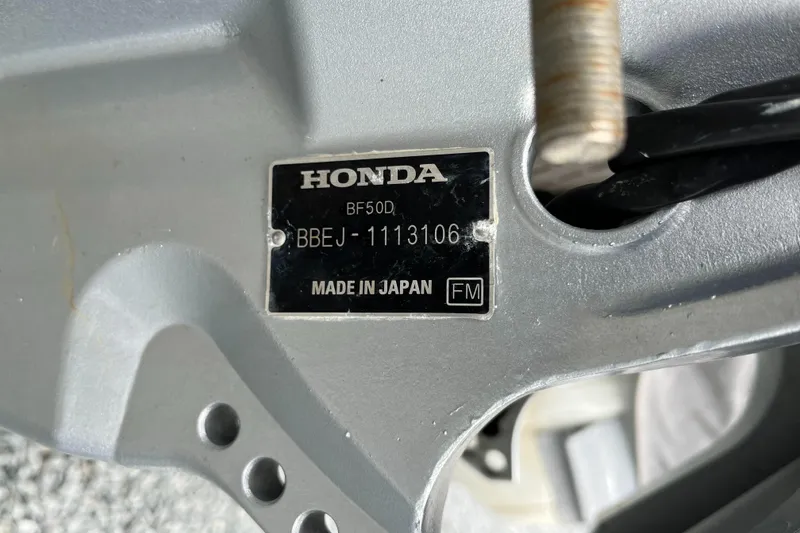 HONDA
BF50D
BBEJ-1113106
MADE IN JAPAN FM